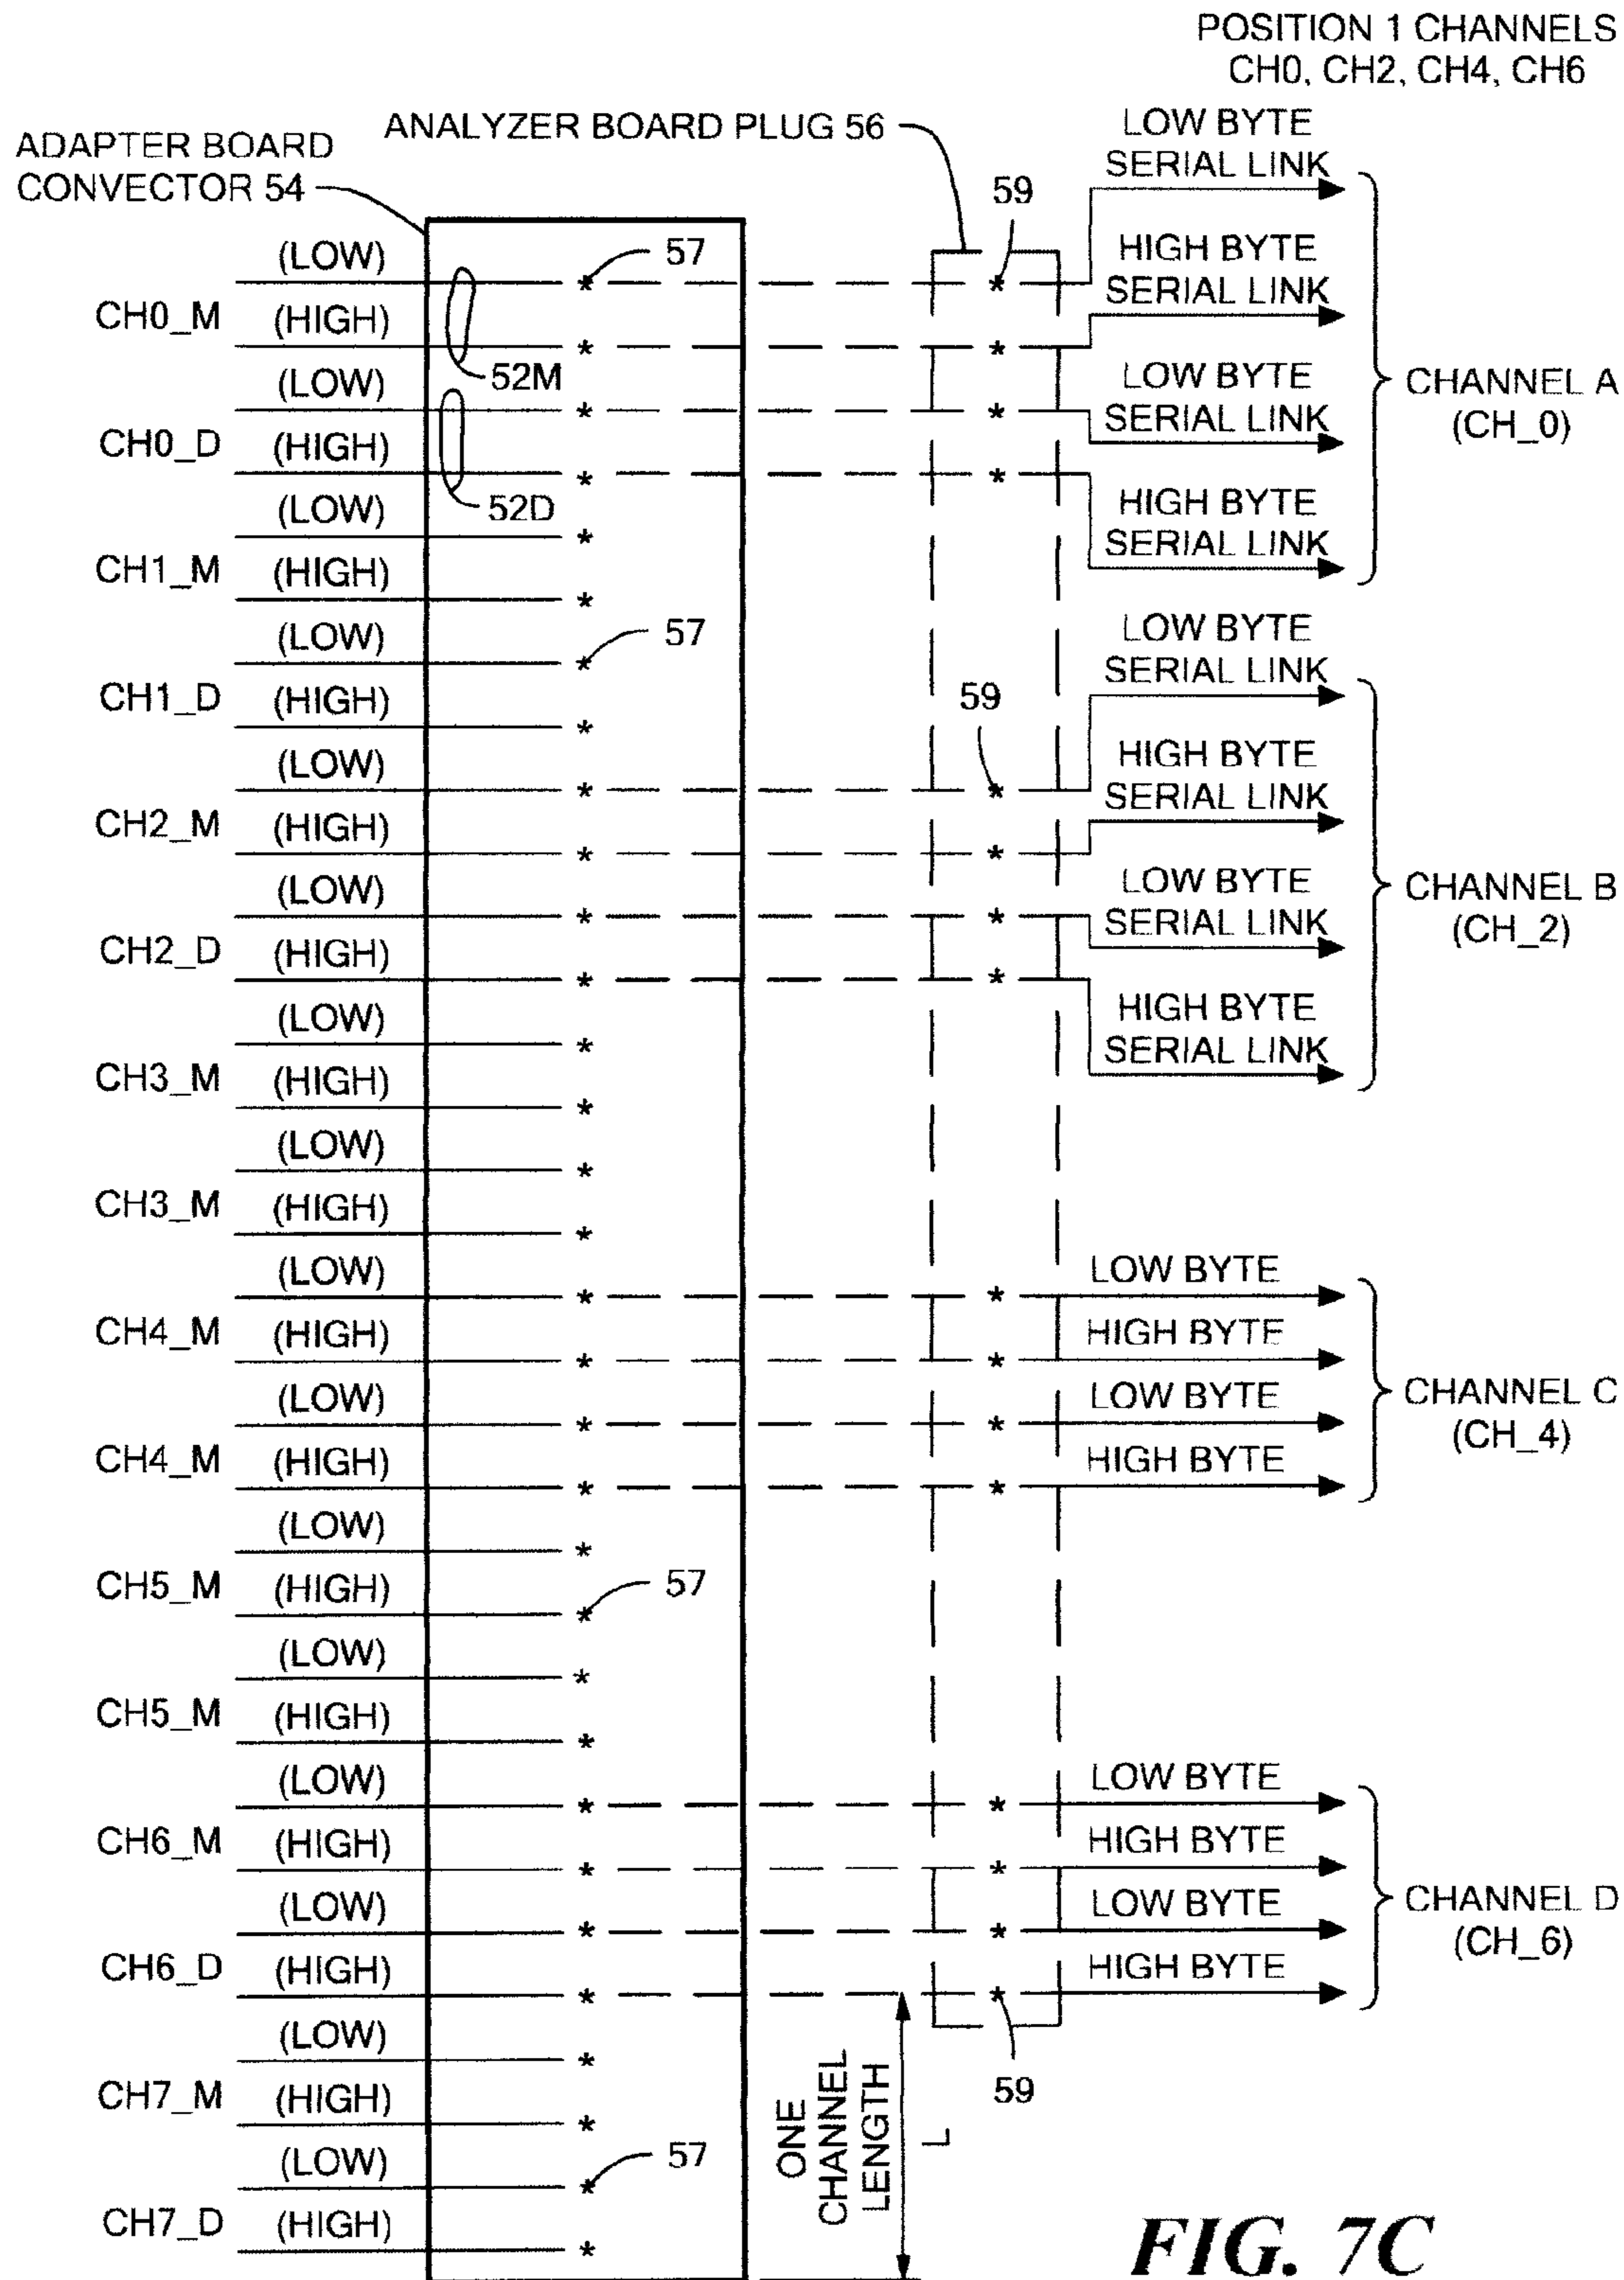 POSITION 1 CHANNELS
CH0, CH2, CH4, CH6
ADAPTER BOARD
CONVECTOR 54
ANALYZER BOARD PLUG 56
59
LOW BYTE
SERIAL LINK
(LOW)
* 57
*
CH0_M (HIGH)
*
*
HIGH BYTE
SERIAL LINK
52M
(LOW)
*
*
LOW BYTE
SERIAL LINK
CHANNEL A
(CH_0)
CH0_D (HIGH)
*
*
52D
HIGH BYTE
SERIAL LINK
(LOW)
*
CH1_M (HIGH)
*
(LOW)
* 57
CH1_D (HIGH)
*
59
LOW BYTE
SERIAL LINK
(LOW)
*
*
HIGH BYTE
SERIAL LINK
CH2_M (HIGH)
*
*
(LOW)
*
*
LOW BYTE
SERIAL LINK
CHANNEL B
(CH_2)
CH2_D (HIGH)
*
*
HIGH BYTE
SERIAL LINK
(LOW)
*
CH3_M (HIGH)
*
(LOW)
*
CH3_M (HIGH)
*
(LOW)
*
*
LOW BYTE
CH4_M (HIGH)
*
*
HIGH BYTE
(LOW)
*
*
LOW BYTE
CHANNEL C
(CH_4)
CH4_M (HIGH)
*
*
HIGH BYTE
(LOW)
*
CH5_M (HIGH)
* 57
(LOW)
*
CH5_M (HIGH)
*
(LOW)
*
*
LOW BYTE
CH6_M (HIGH)
*
*
HIGH BYTE
(LOW)
*
*
LOW BYTE
CHANNEL D
(CH_6)
CH6_D (HIGH)
*
*
HIGH BYTE
59
(LOW)
*
CH7_M (HIGH)
*
ONE
CHANNEL
LENGTH
L
(LOW)
* 57
CH7_D (HIGH)
*
FIG. 7C